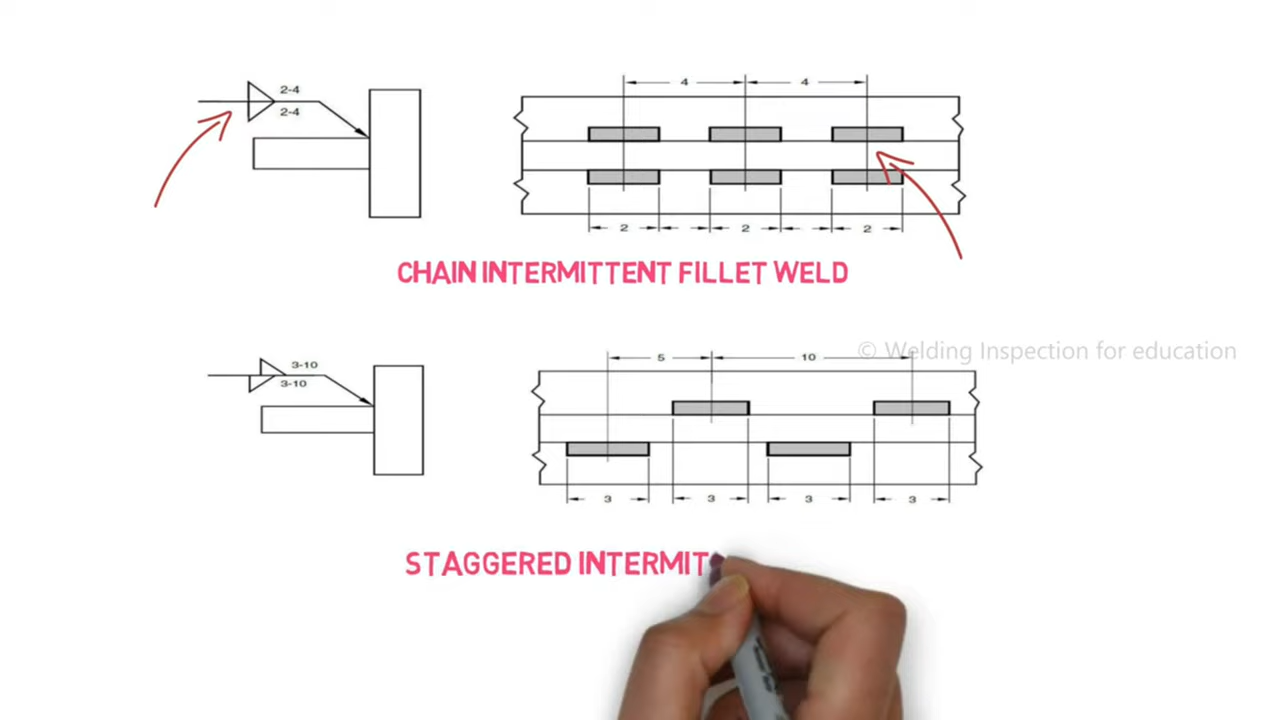 4 4
2-4
2-4
2 2 2
CHAIN INTERMITTENT FILLET WELD
© Welding Inspection for education
5 10
3-10
3-10
3 3 3 3
STAGGERED INTERMIT